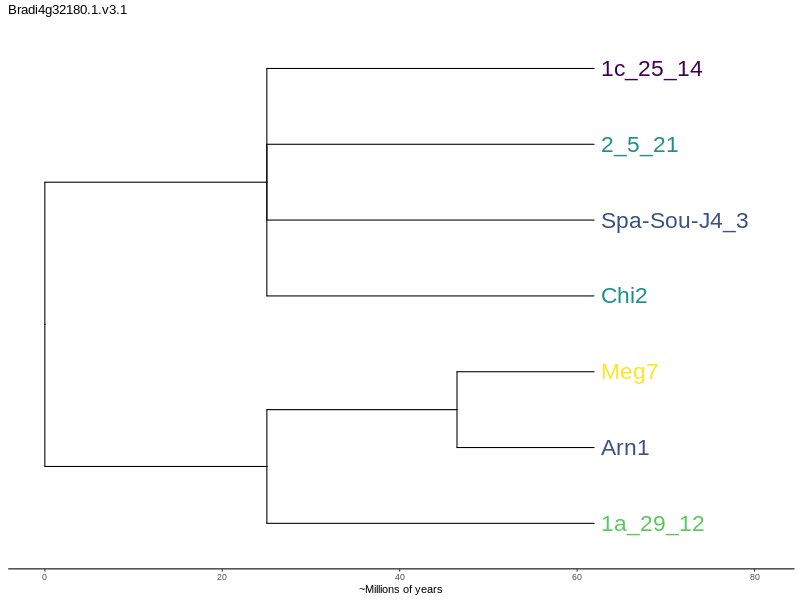 Bradi4g32180.1.v3.1
1c_25_14
2_5_21
Spa-Sou-J4_3
Chi2
Meg7
Arn1
1a_29_12
0 20 40 60 80
~Millions of years